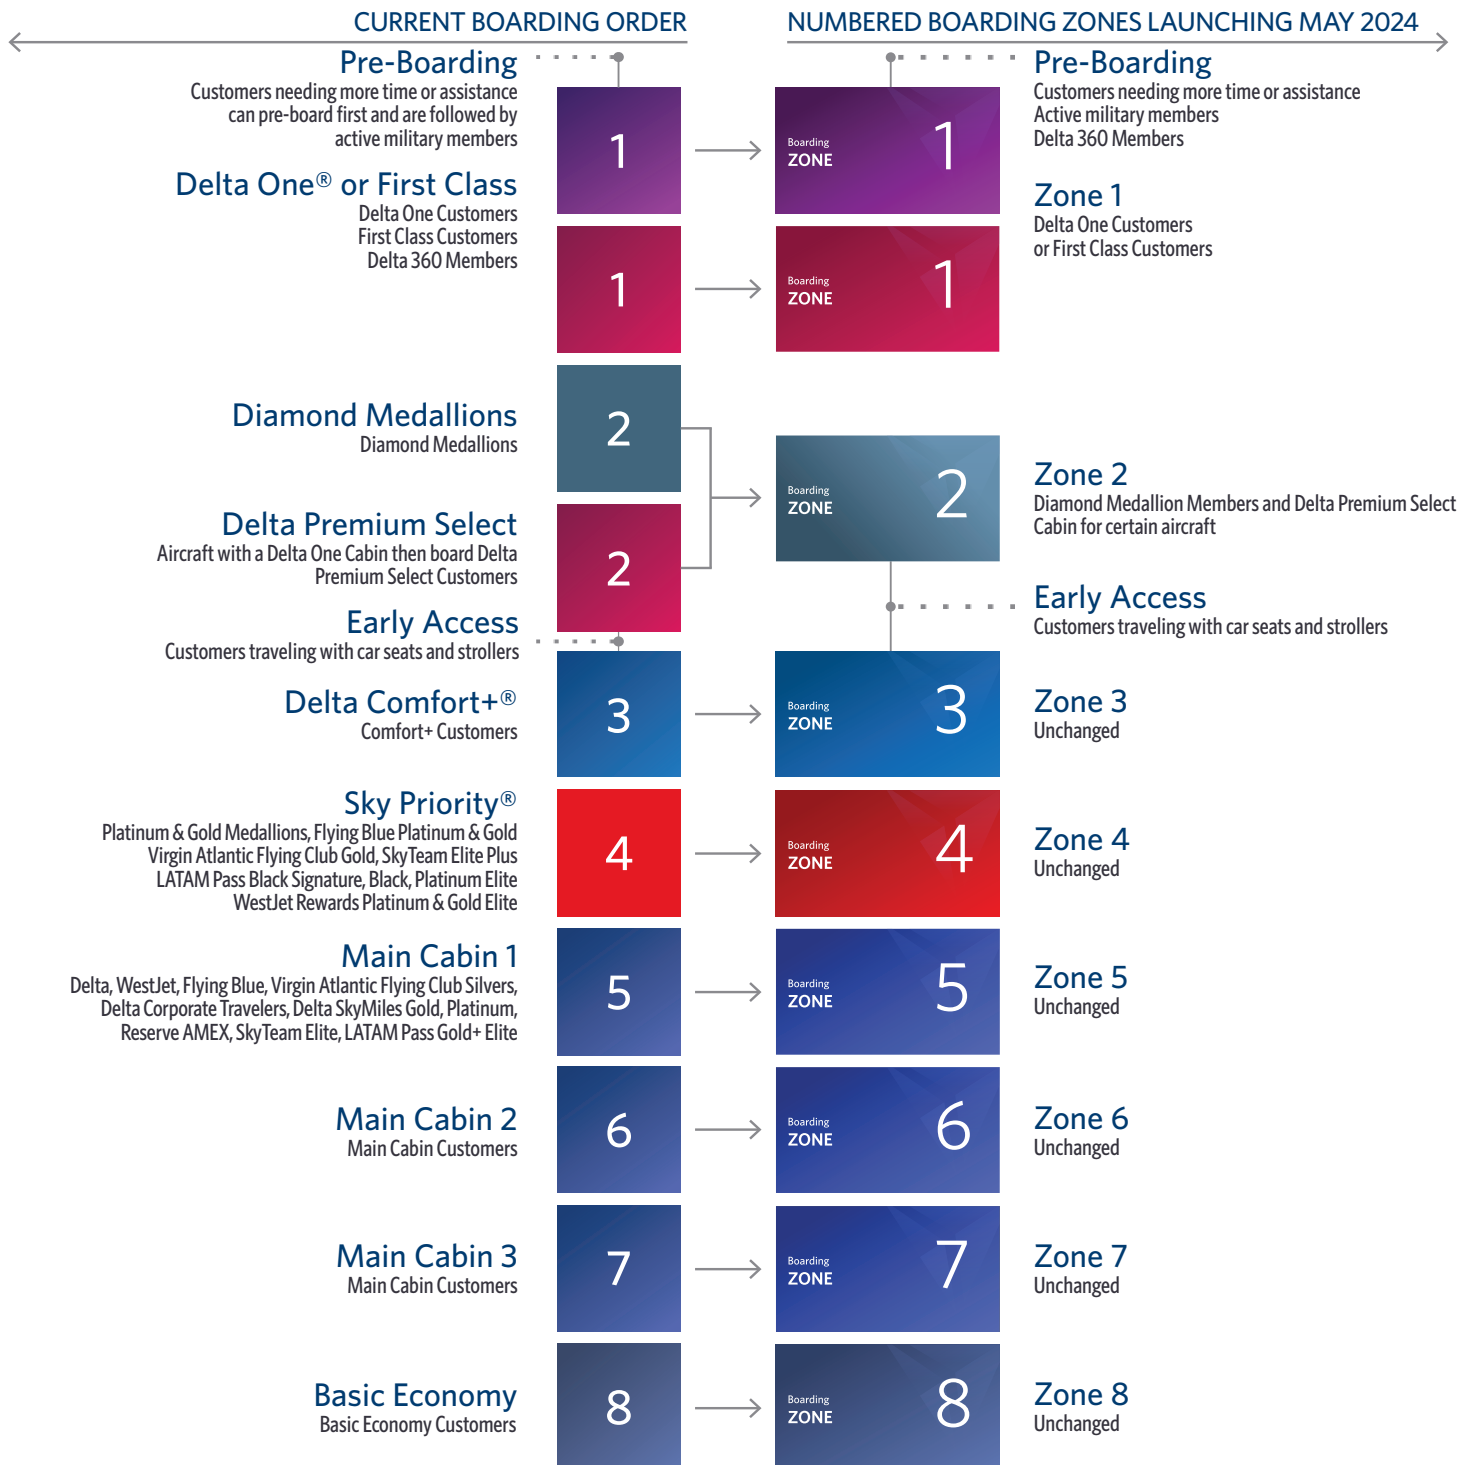 CURRENT BOARDING ORDER
NUMBERED BOARDING ZONES LAUNCHING MAY 2024
Pre-Boarding
Customers needing more time or assistance
can pre-board first and are followed by
active military members
1
Boarding
ZONE
1
Pre-Boarding
Customers needing more time or assistance
Active military members
Delta 360 Members
Delta One® or First Class
Delta One Customers
First Class Customers
Delta 360 Members
1
Boarding
ZONE
1
Zone 1
Delta One Customers
or First Class Customers
Diamond Medallions
Diamond Medallions
2
Delta Premium Select
Aircraft with a Delta One Cabin then board Delta
Premium Select Customers
2
Boarding
ZONE
2
Zone 2
Diamond Medallion Members and Delta Premium Select
Cabin for certain aircraft
Early Access
Customers traveling with car seats and strollers
Early Access
Customers traveling with car seats and strollers
Delta Comfort+®
Comfort+ Customers
3
Boarding
ZONE
3
Zone 3
Unchanged
Sky Priority®
Platinum & Gold Medallions, Flying Blue Platinum & Gold
Virgin Atlantic Flying Club Gold, SkyTeam Elite Plus
LATAM Pass Black Signature, Black, Platinum Elite
WestJet Rewards Platinum & Gold Elite
4
Boarding
ZONE
4
Zone 4
Unchanged
Main Cabin 1
Delta, WestJet, Flying Blue, Virgin Atlantic Flying Club Silvers,
Delta Corporate Travelers, Delta SkyMiles Gold, Platinum,
Reserve AMEX, SkyTeam Elite, LATAM Pass Gold+ Elite
5
Boarding
ZONE
5
Zone 5
Unchanged
Main Cabin 2
Main Cabin Customers
6
Boarding
ZONE
6
Zone 6
Unchanged
Main Cabin 3
Main Cabin Customers
7
Boarding
ZONE
7
Zone 7
Unchanged
Basic Economy
Basic Economy Customers
8
Boarding
ZONE
8
Zone 8
Unchanged